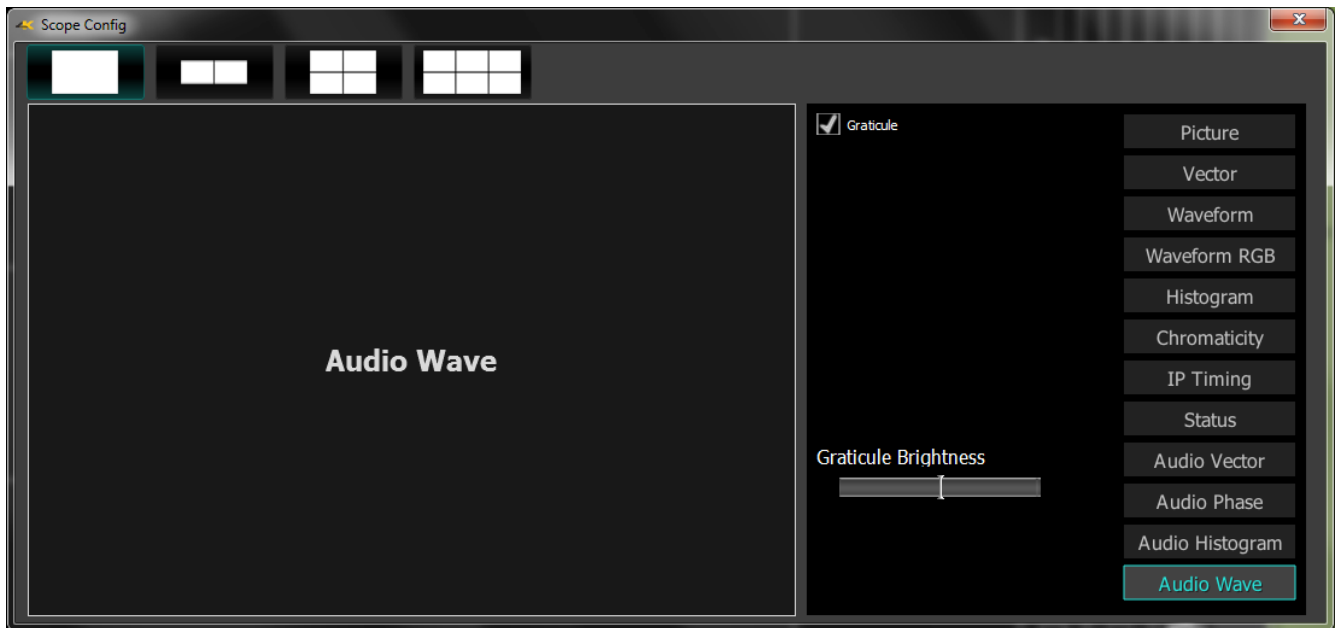 Scope Config
Graticule
Picture
Vector
Waveform
Waveform RGB
Histogram
Chromaticity
IP Timing
Status
Audio Vector
Audio Phase
Audio Histogram
Audio Wave
Audio Wave
Graticule Brightness